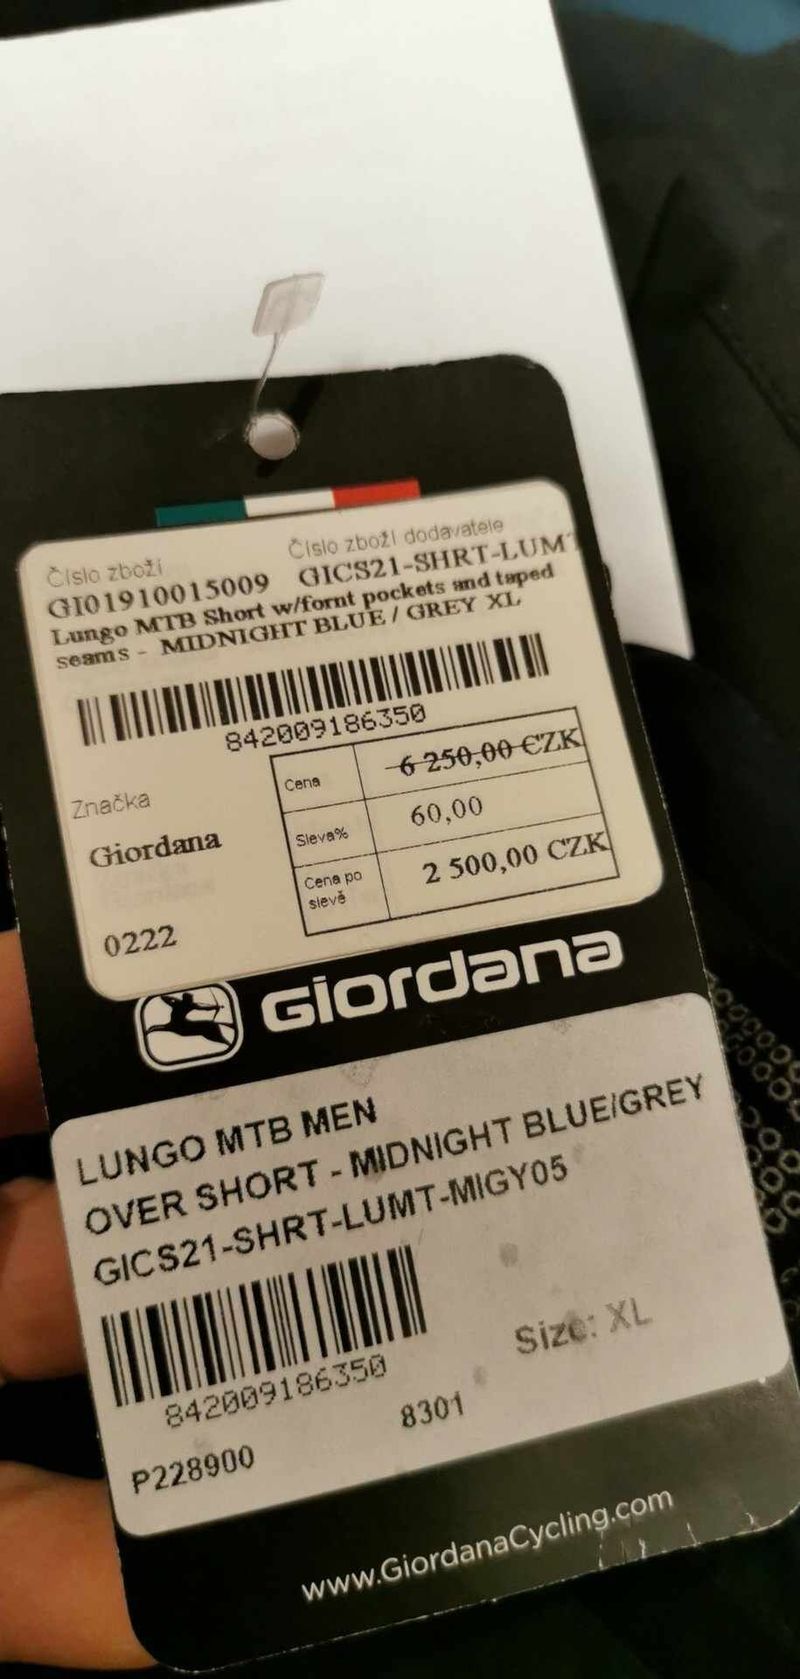 Číslo zboží
Číslo zboží dodavatele
GI01910015009 GICS21-SHRT-LUMT
Lungo MTB Short w/fornt pockets and taped
seams - MIDNIGHT BLUE / GREY XL
842009186350
Značka
Giordana
0222
Cena 6 250,00 CZK
Sleva% 60,00
Cena po
slevě
2 500,00 CZK
GIORDANA
LUNGO MTB MEN
OVER SHORT - MIDNIGHT BLUE/GREY
GICS21-SHRT-LUMT-MIGY05
Size: XL
842009186350
8301
P228900
www.GiordanaCycling.com